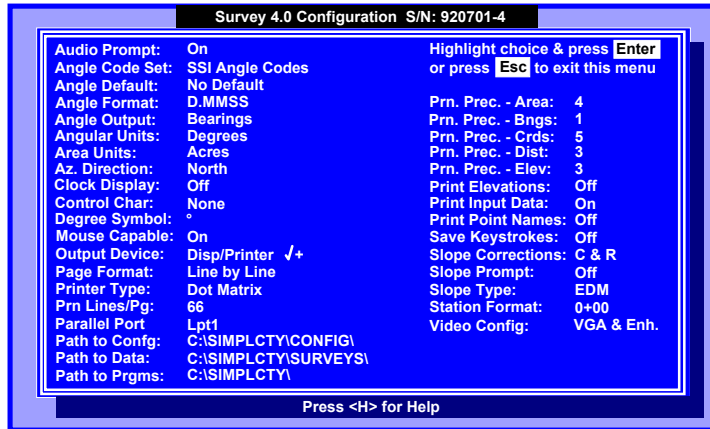 Survey 4.0 Configuration S/N: 920701-4
Audio Prompt: On
Angle Code Set: SSI Angle Codes
Angle Default: No Default
Angle Format: D.MMSS
Angle Output: Bearings
Angular Units: Degrees
Area Units: Acres
Az. Direction: North
Clock Display: Off
Control Char: None
Degree Symbol: °
Mouse Capable: On
Output Device: Disp/Printer √+
Page Format: Line by Line
Printer Type: Dot Matrix
Prn Lines/Pg: 66
Parallel Port Lpt1
Path to Confg: C:\SIMPLCTY\CONFIG\
Path to Data: C:\SIMPLCTY\SURVEYS\
Path to Prgms: C:\SIMPLCTY\
Highlight choice & press Enter
or press Esc to exit this menu
Prn. Prec. - Area: 4
Prn. Prec. - Bngs: 1
Prn. Prec. - Crds: 5
Prn. Prec. - Dist: 3
Prn. Prec. - Elev: 3
Print Elevations: Off
Print Input Data: On
Print Point Names: Off
Save Keystrokes: Off
Slope Corrections: C & R
Slope Prompt: Off
Slope Type: EDM
Station Format: 0+00
Video Config: VGA & Enh.
Press <H> for Help